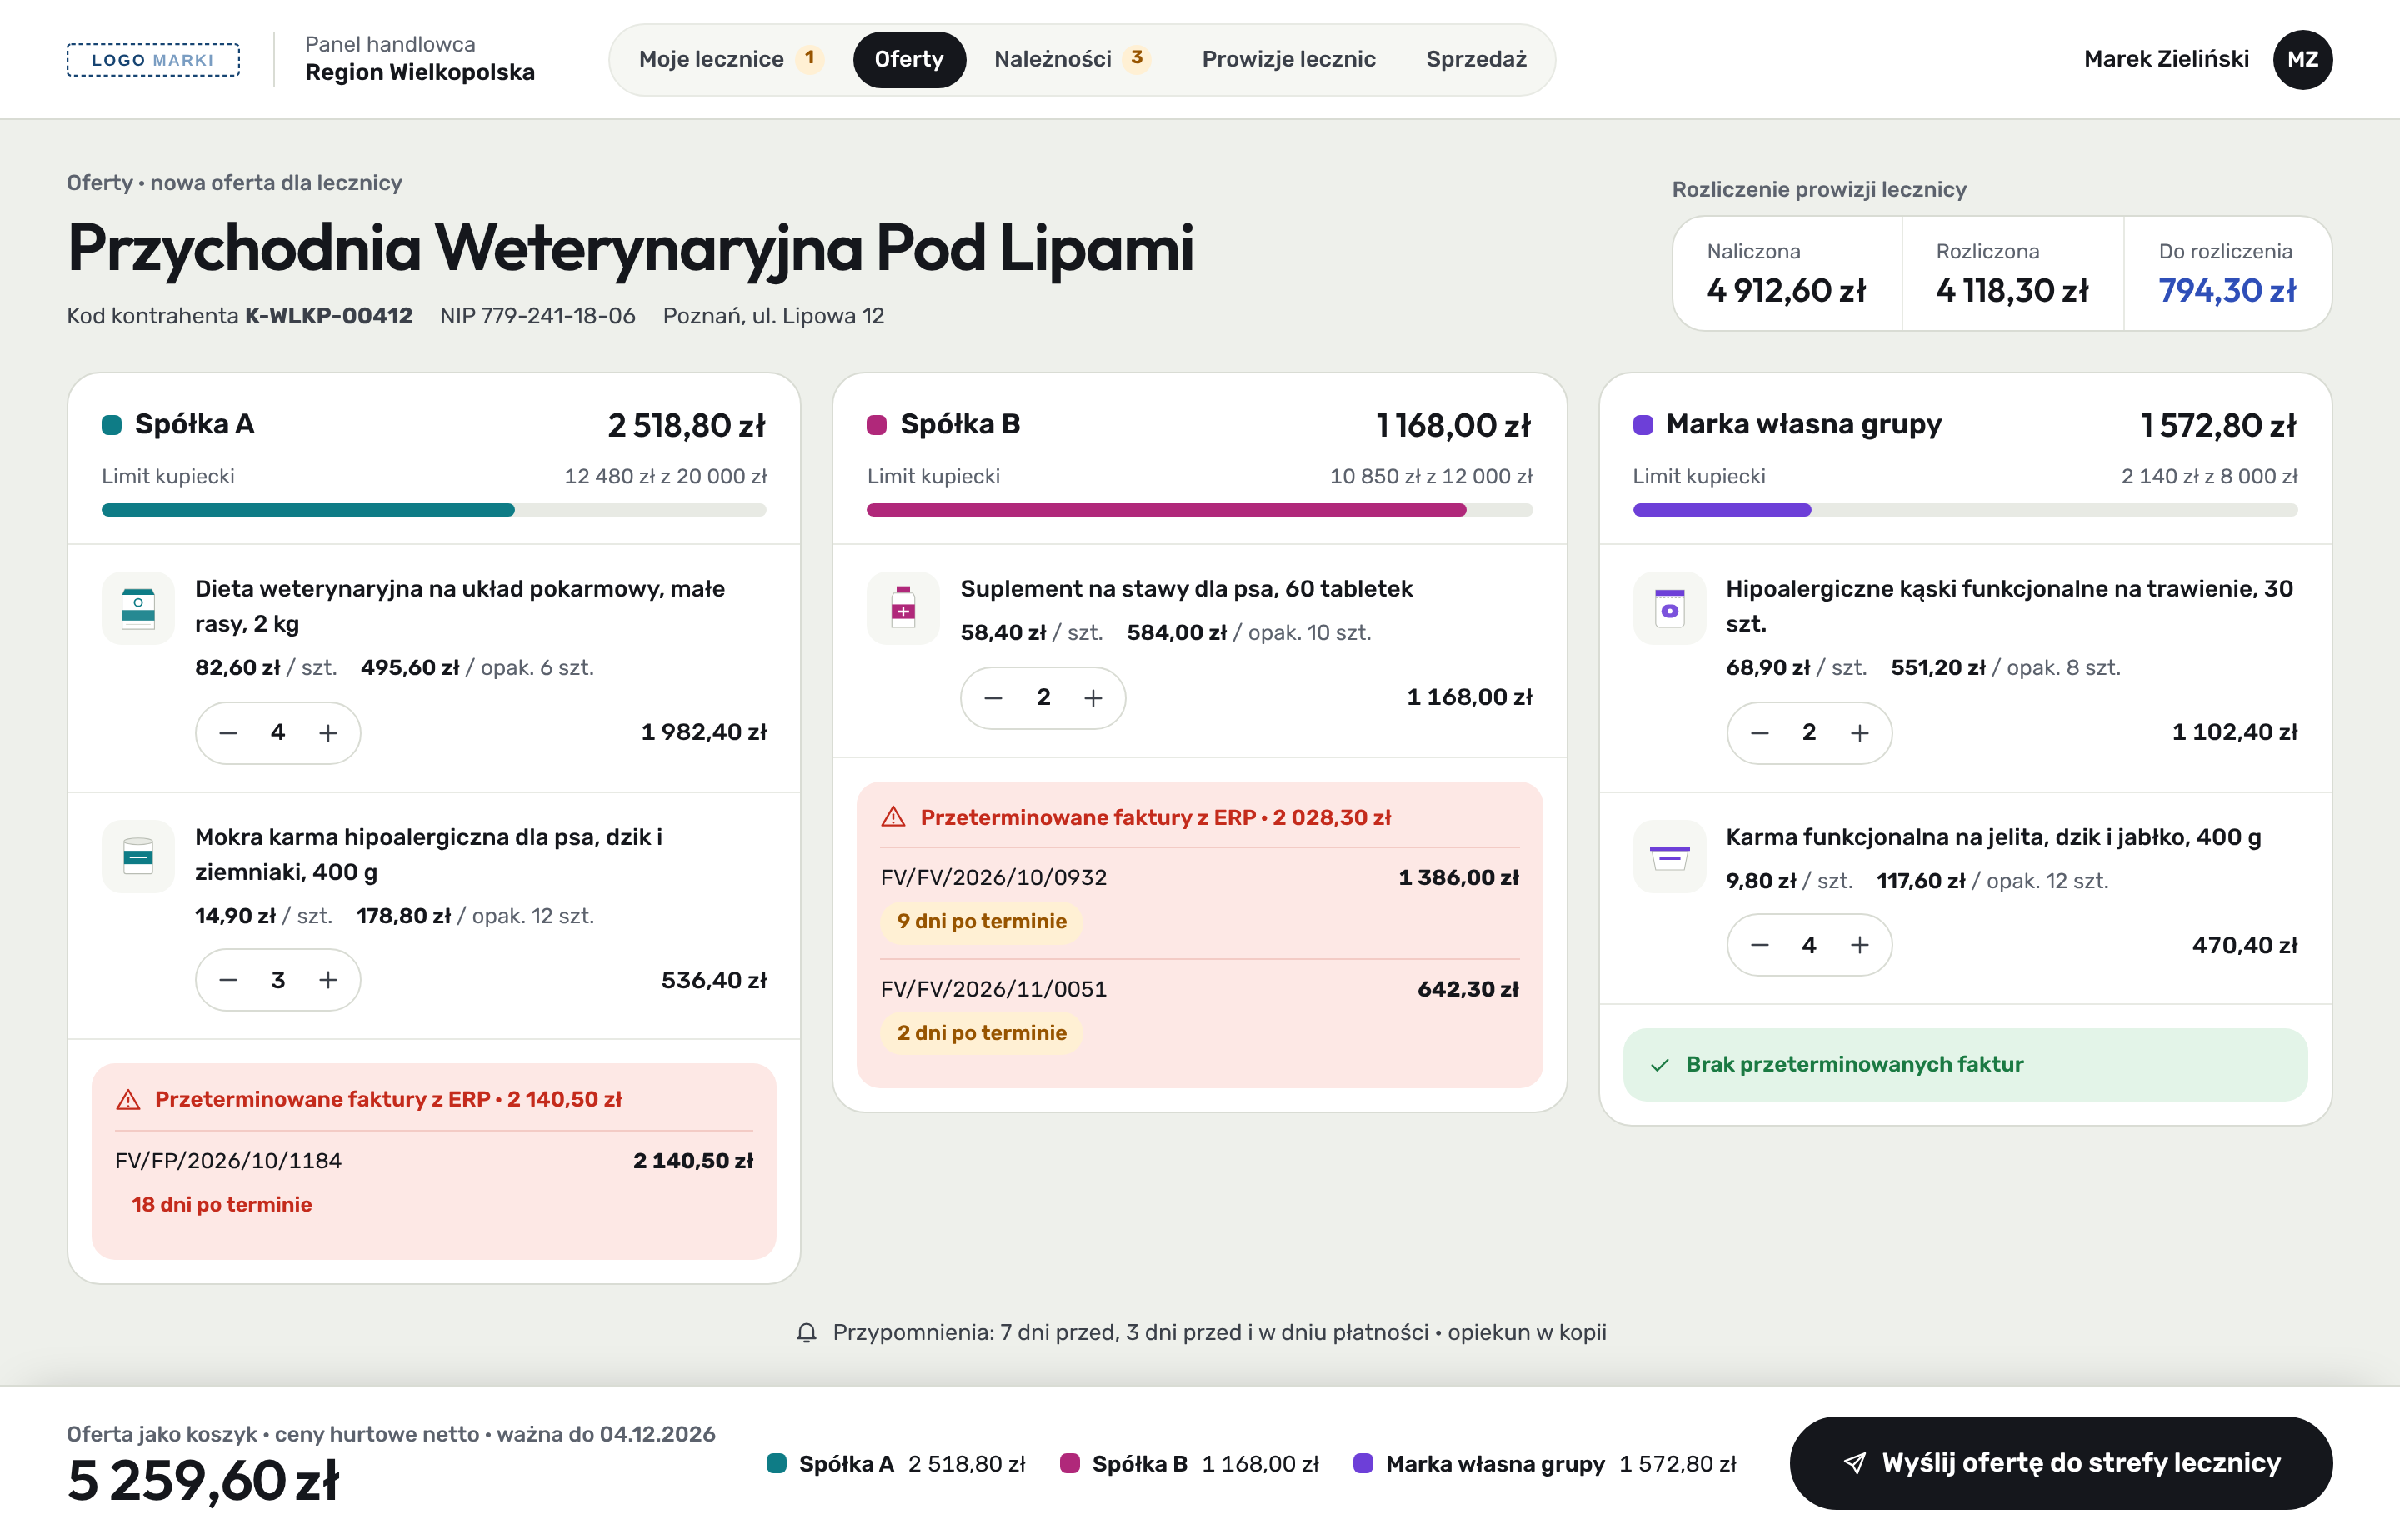 LOGO MARKI
Panel handlowca
Region Wielkopolska
Moje lecznice 1
Oferty
Należności 3
Prowizje lecznic
Sprzedaż
Marek Zieliński
MZ
Oferty • nowa oferta dla lecznicy
Przychodnia Weterynaryjna Pod Lipami
Kod kontrahenta K-WLKP-00412 NIP 779-241-18-06 Poznań, ul. Lipowa 12
Rozliczenie prowizji lecznicy
Naliczona
4 912,60 zł
Rozliczona
4 118,30 zł
Do rozliczenia
794,30 zł
Spółka A 2 518,80 zł
Limit kupiecki 12 480 zł z 20 000 zł
Dieta weterynaryjna na układ pokarmowy, małe
rasy, 2 kg
82,60 zł / szt. 495,60 zł / opak. 6 szt.
− 4 + 1 982,40 zł
Mokra karma hipoalergiczna dla psa, dzik i
ziemniaki, 400 g
14,90 zł / szt. 178,80 zł / opak. 12 szt.
− 3 + 536,40 zł
Przeterminowane faktury z ERP • 2 140,50 zł
FV/FP/2026/10/1184 2 140,50 zł
18 dni po terminie
Spółka B 1 168,00 zł
Limit kupiecki 10 850 zł z 12 000 zł
Suplement na stawy dla psa, 60 tabletek
58,40 zł / szt. 584,00 zł / opak. 10 szt.
− 2 + 1 168,00 zł
Przeterminowane faktury z ERP • 2 028,30 zł
FV/FV/2026/10/0932 1 386,00 zł
9 dni po terminie
FV/FV/2026/11/0051 642,30 zł
2 dni po terminie
Marka własna grupy 1 572,80 zł
Limit kupiecki 2 140 zł z 8 000 zł
Hipoalergiczne kąski funkcjonalne na trawienie, 30
szt.
68,90 zł / szt. 551,20 zł / opak. 8 szt.
− 2 + 1 102,40 zł
Karma funkcjonalna na jelita, dzik i jabłko, 400 g
9,80 zł / szt. 117,60 zł / opak. 12 szt.
− 4 + 470,40 zł
Brak przeterminowanych faktur
Przypomnienia: 7 dni przed, 3 dni przed i w dniu płatności • opiekun w kopii
Oferta jako koszyk • ceny hurtowe netto • ważna do 04.12.2026
5 259,60 zł
Spółka A 2 518,80 zł
Spółka B 1 168,00 zł
Marka własna grupy 1 572,80 zł
Wyślij ofertę do strefy lecznicy